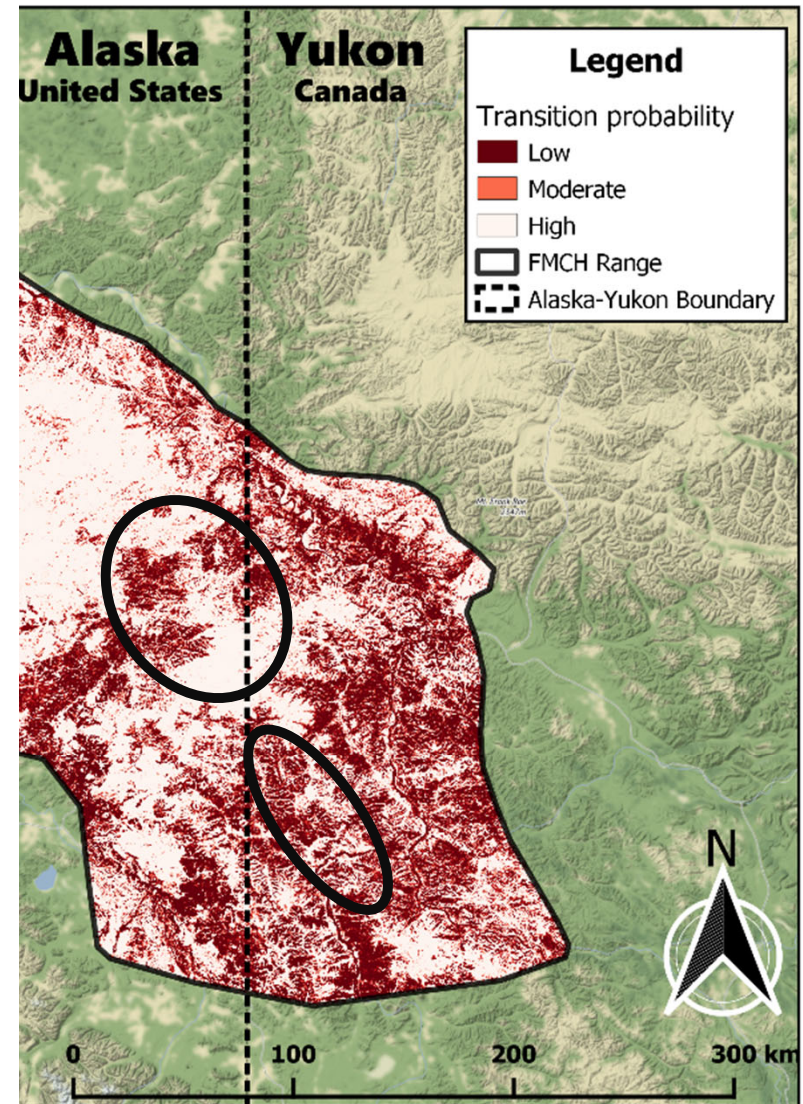 Alaska
United States
Yukon
Canada
Legend
Transition probability
Low
Moderate
High
FMCH Range
Alaska-Yukon Boundary
N
0 100 200 300 km